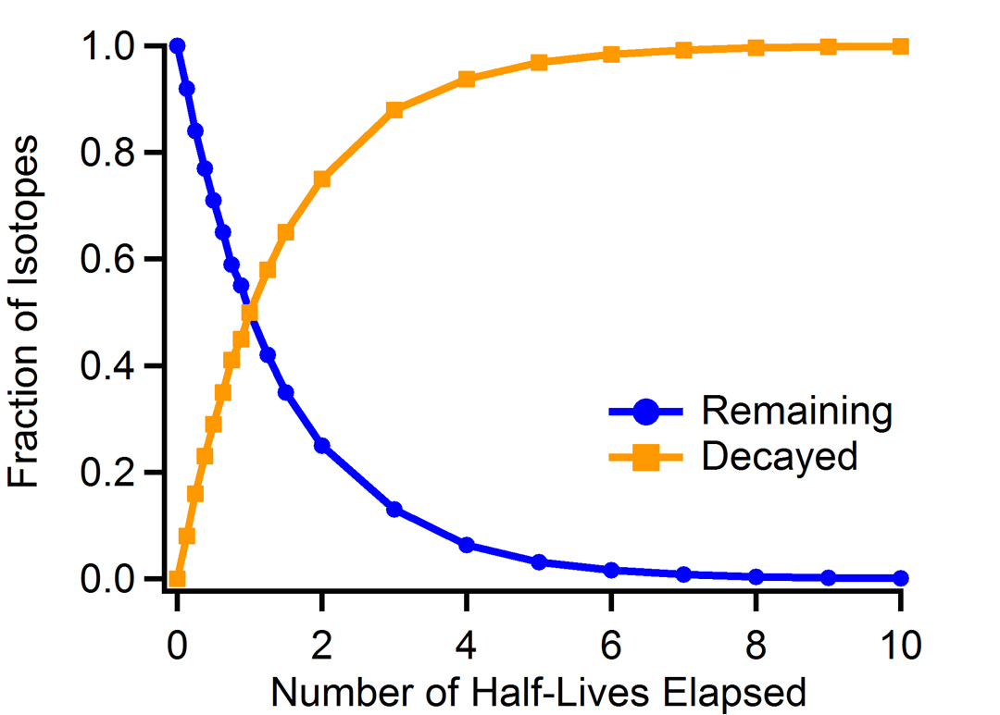 Fraction of Isotopes
1.0
0.8
0.6
0.4
0.2
0.0
Remaining
Decayed
0 2 4 6 8 10
Number of Half-Lives Elapsed